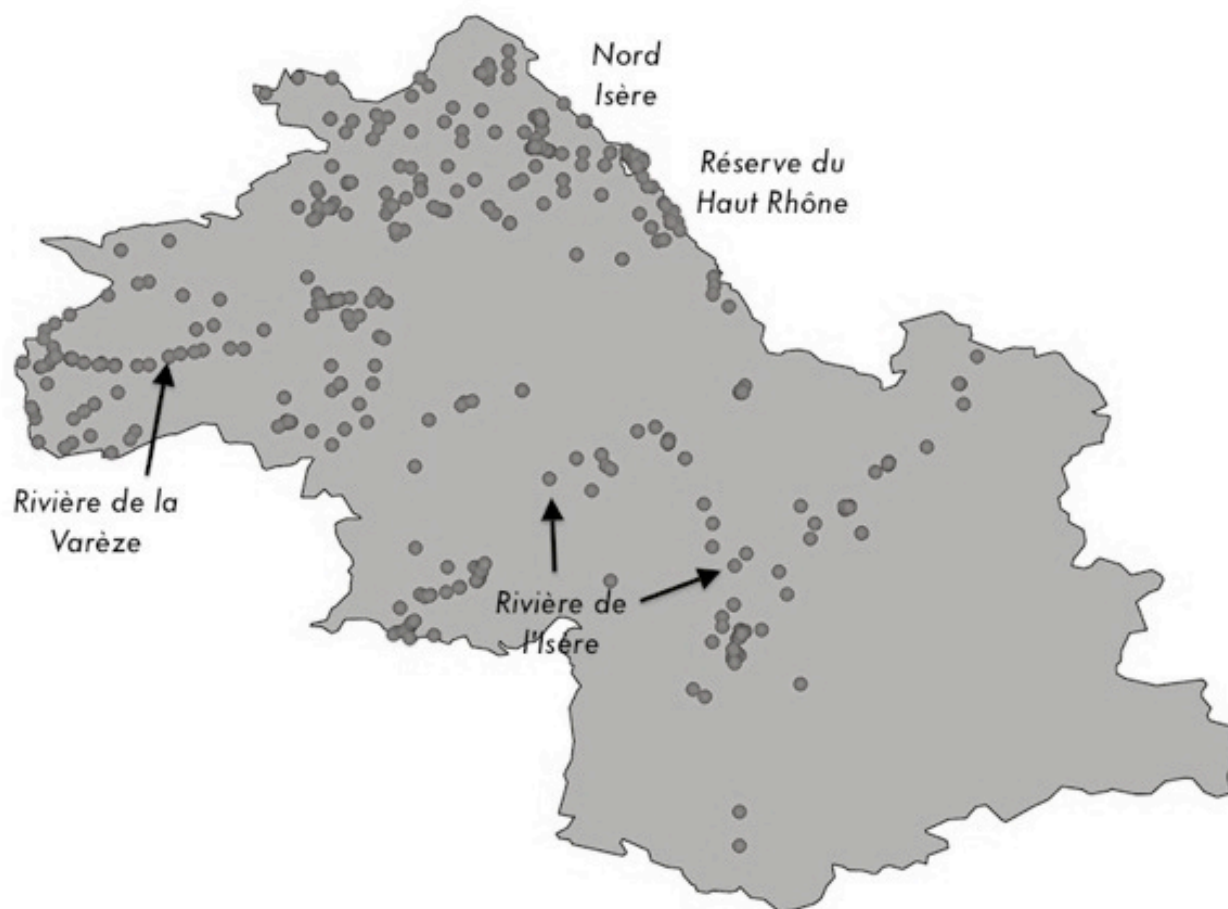 Nord
Isère
Réserve du
Haut Rhône
Rivière de la
Varèze
Rivière de
l'Isère